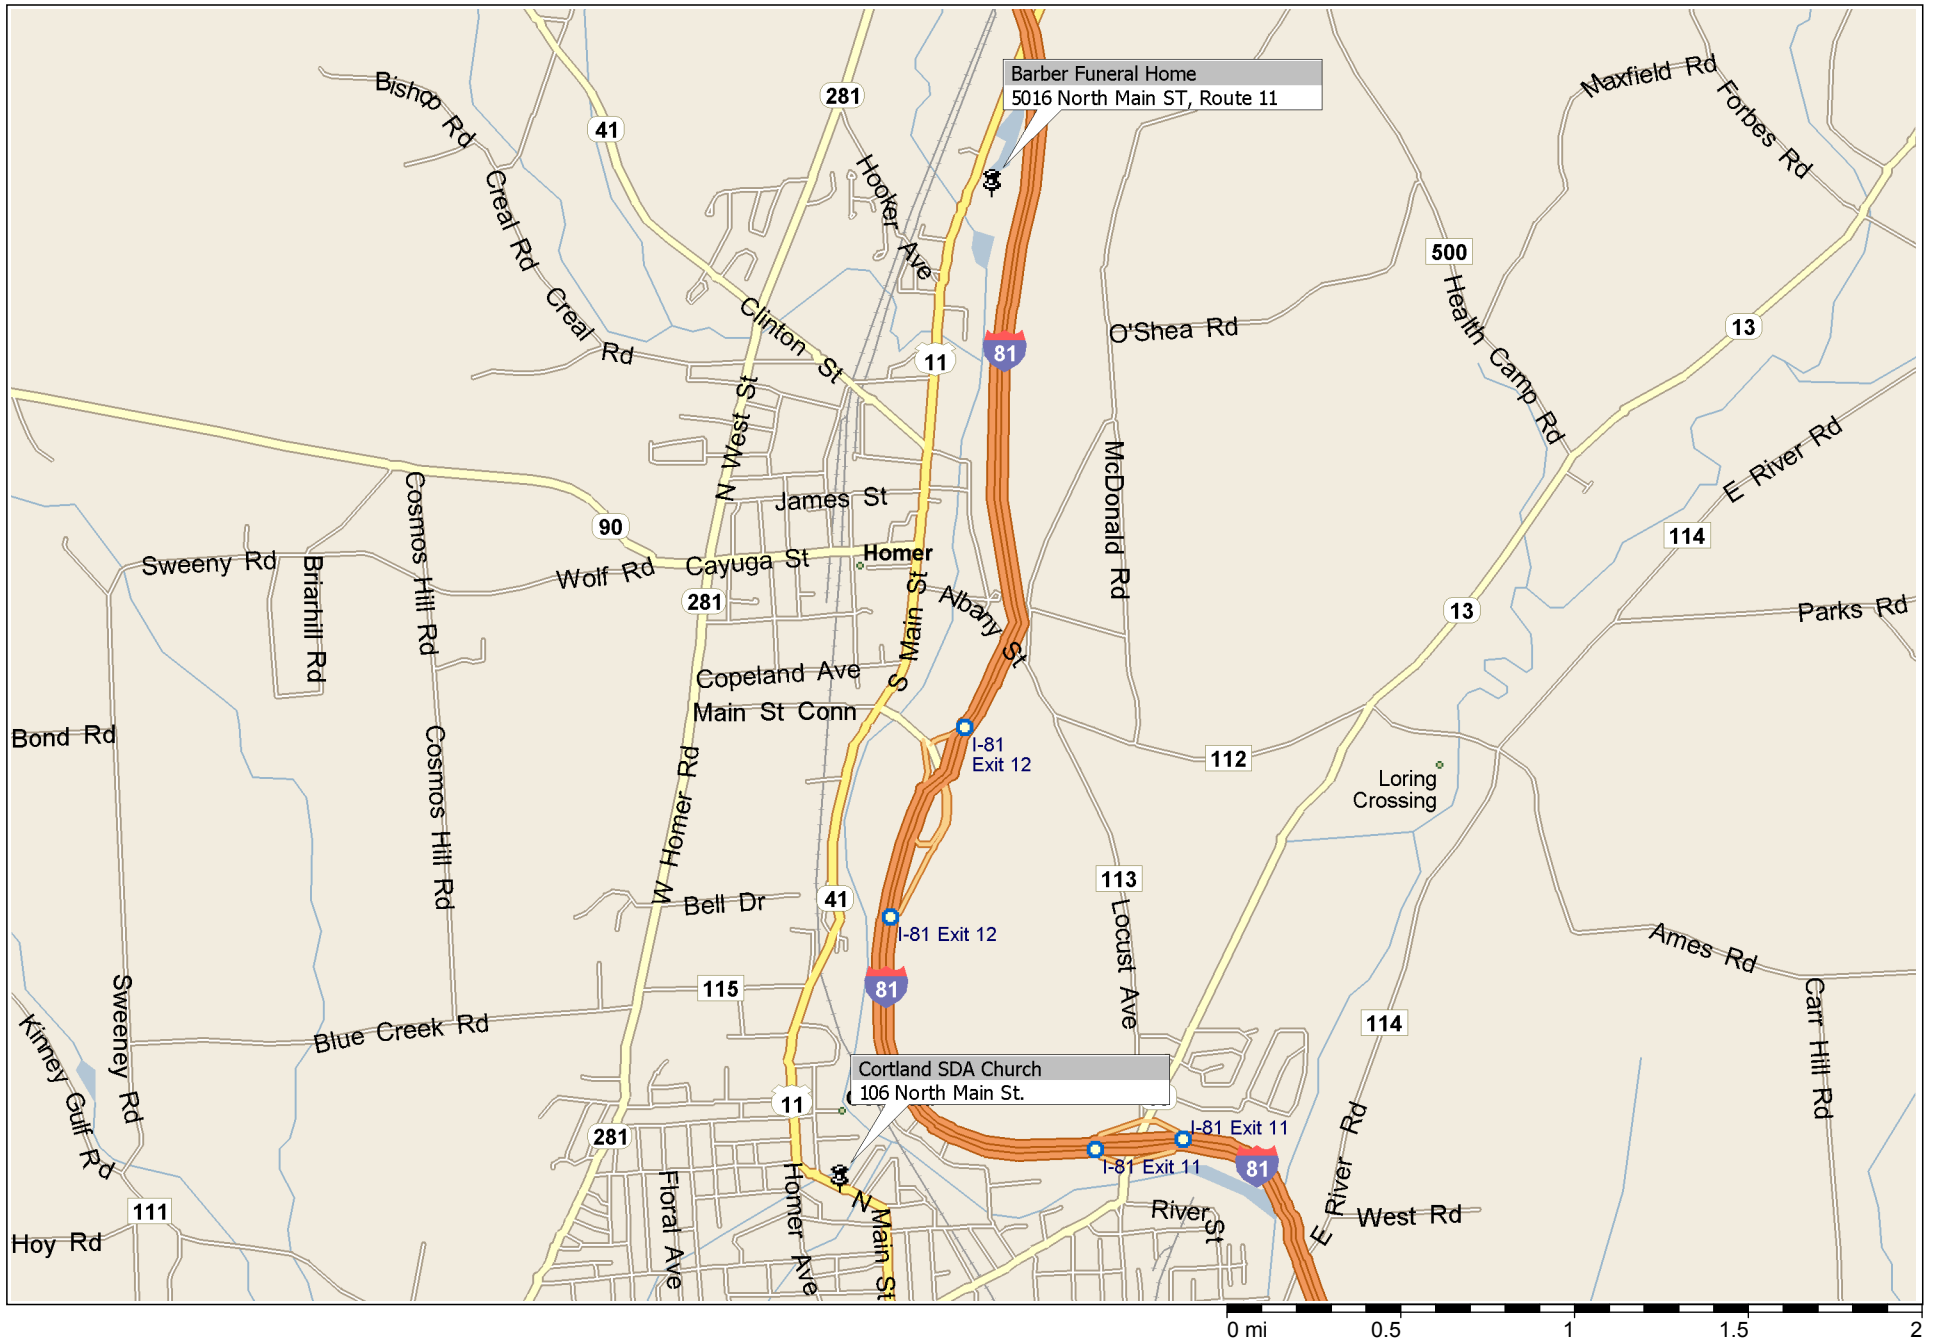 Barber Funeral Home
5016 North Main ST, Route 11
Bishop Rd
41
281
Maxfield Rd
Forbes Rd
Hooker Ave
Creal Rd
500
Creal Rd
Clinton St
11
81
O'Shea Rd
Health Camp Rd
13
N West St
McDonald Rd
E River Rd
James St
Cosmos Hill Rd
90
114
Sweeny Rd
Briarhill Rd
Wolf Rd
Cayuga St
Homer
281
Albany St
13
Parks Rd
S Main St
Copeland Ave
Main St Conn
Bond Rd
Cosmos Hill Rd
W Homer Rd
I-81
Exit 12
112
Loring
Crossing
Bell Dr
41
113
I-81 Exit 12
Locust Ave
Ames Rd
Sweeney Rd
115
81
Carr Hill Rd
Kinney Gulf Rd
Blue Creek Rd
114
Cortland SDA Church
106 North Main St.
11
281
I-81 Exit 11
I-81 Exit 11
81
E River Rd
Floral Ave
Homer Ave
N Main St
111
River St
West Rd
Hoy Rd
0 mi 0.5 1 1.5 2